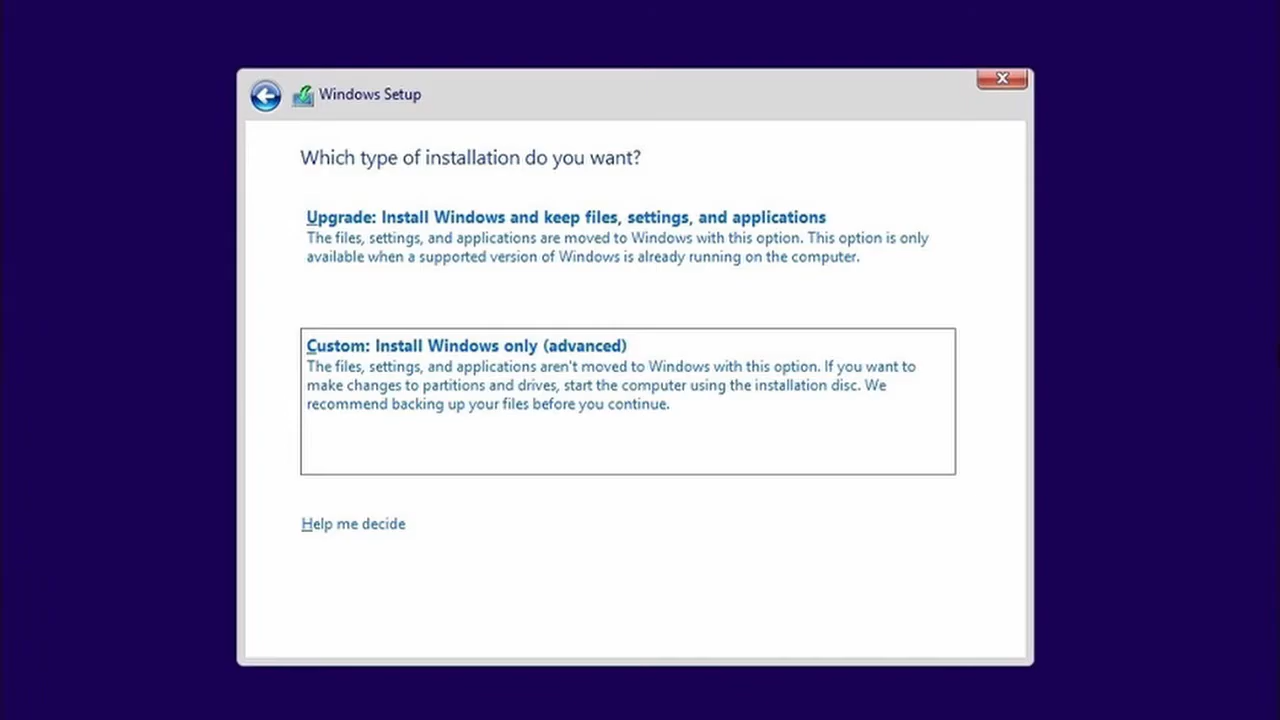 Windows Setup
Which type of installation do you want?
Upgrade: Install Windows and keep files, settings, and applications
The files, settings, and applications are moved to Windows with this option. This option is only
available when a supported version of Windows is already running on the computer.
Custom: Install Windows only (advanced)
The files, settings, and applications aren't moved to Windows with this option. If you want to
make changes to partitions and drives, start the computer using the installation disc. We
recommend backing up your files before you continue.
Help me decide